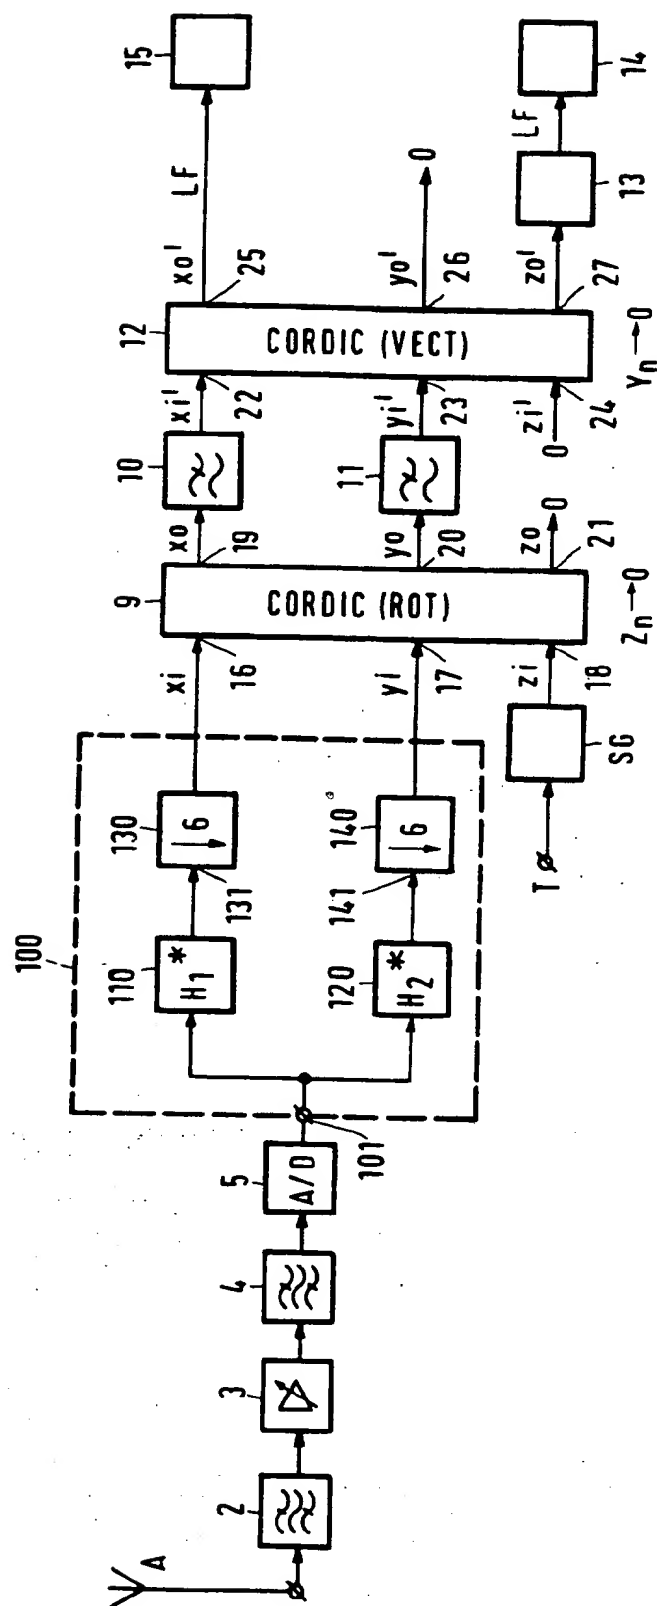 100
110 130 9 10 12 15
A
H1* 6 xi xo xi' xo' LF
131 16 19 22 25
2 3 4 5
A/D CORDIC (ROT) CORDIC (VECT)
101
120 140 11
H2* 6 yi yo yi' yo' 0
141 17 20 23 26
T zi zo 0 0 zi' zo' LF
SG 18 21 24 27 13 14
Zn→0 Yn→0